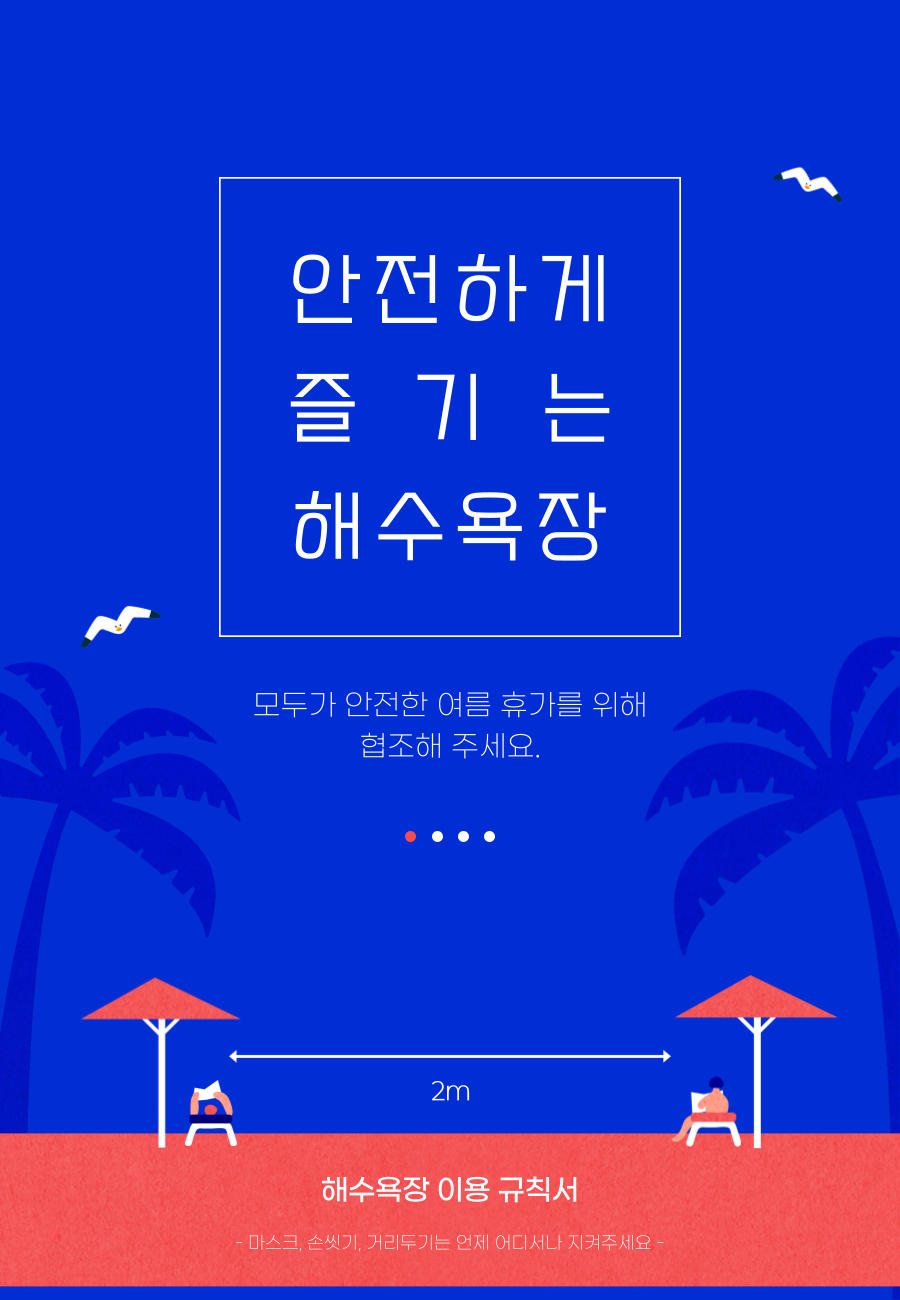 안전하게
즐 기 는
해수욕장
모두가 안전한 여름 휴가를 위해
협조해 주세요.
2m
해수욕장 이용 규칙서
- 마스크, 손씻기, 거리두기는 언제 어디서나 지켜주세요 -